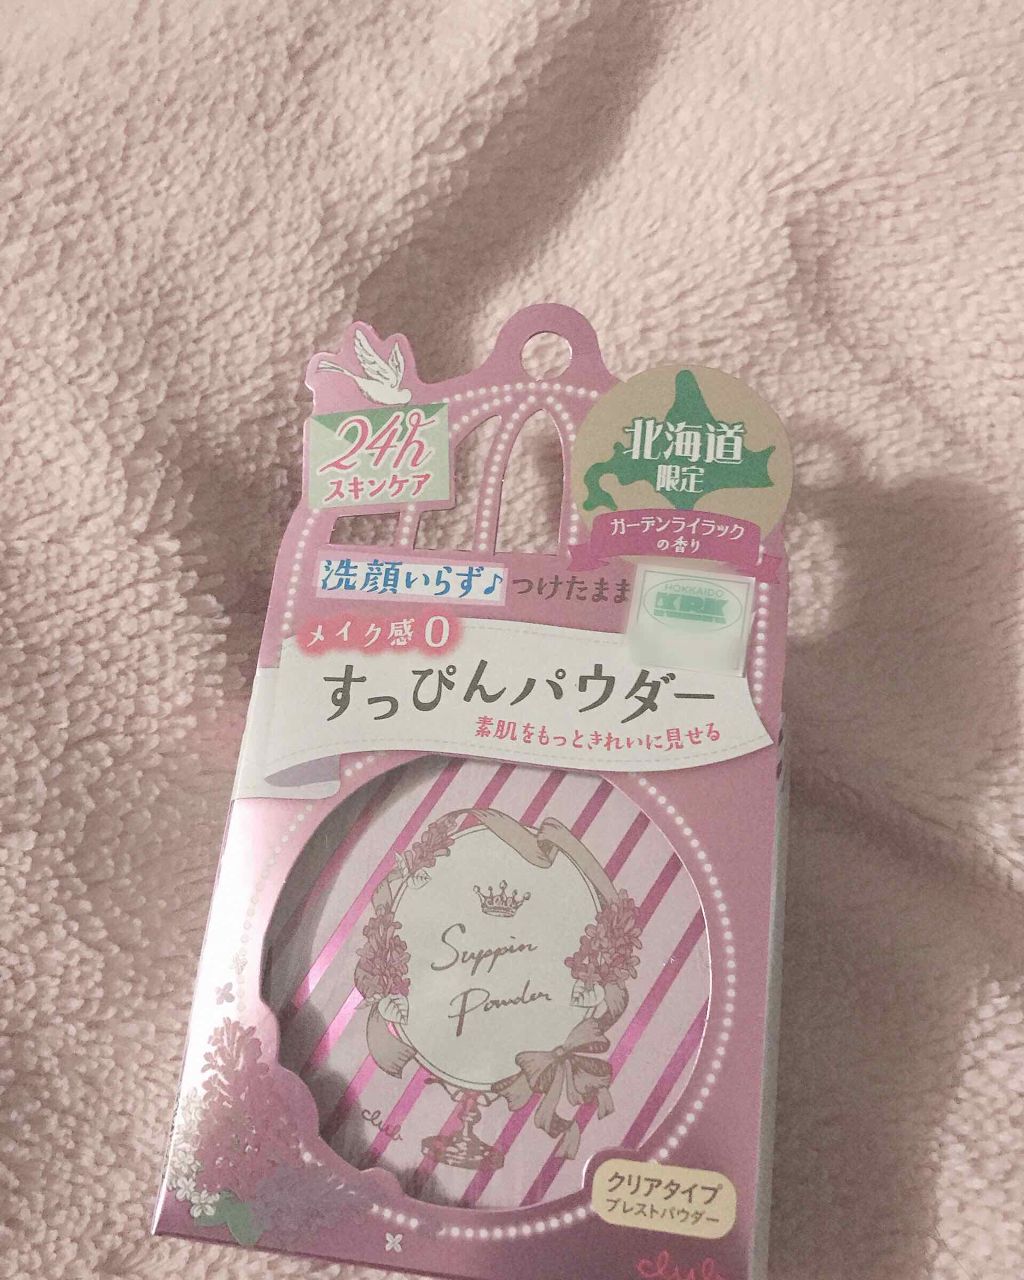 24h
スキンケア
北海道
限定
ガーデンライラック
の香り
洗顔いらず♪つけたまま
HOKKAIDO
メイク感0
すっぴんパウダー
素肌をもっときれいに見せる
Suppin
Powder
club
クリアタイプ
プレストパウダー
club